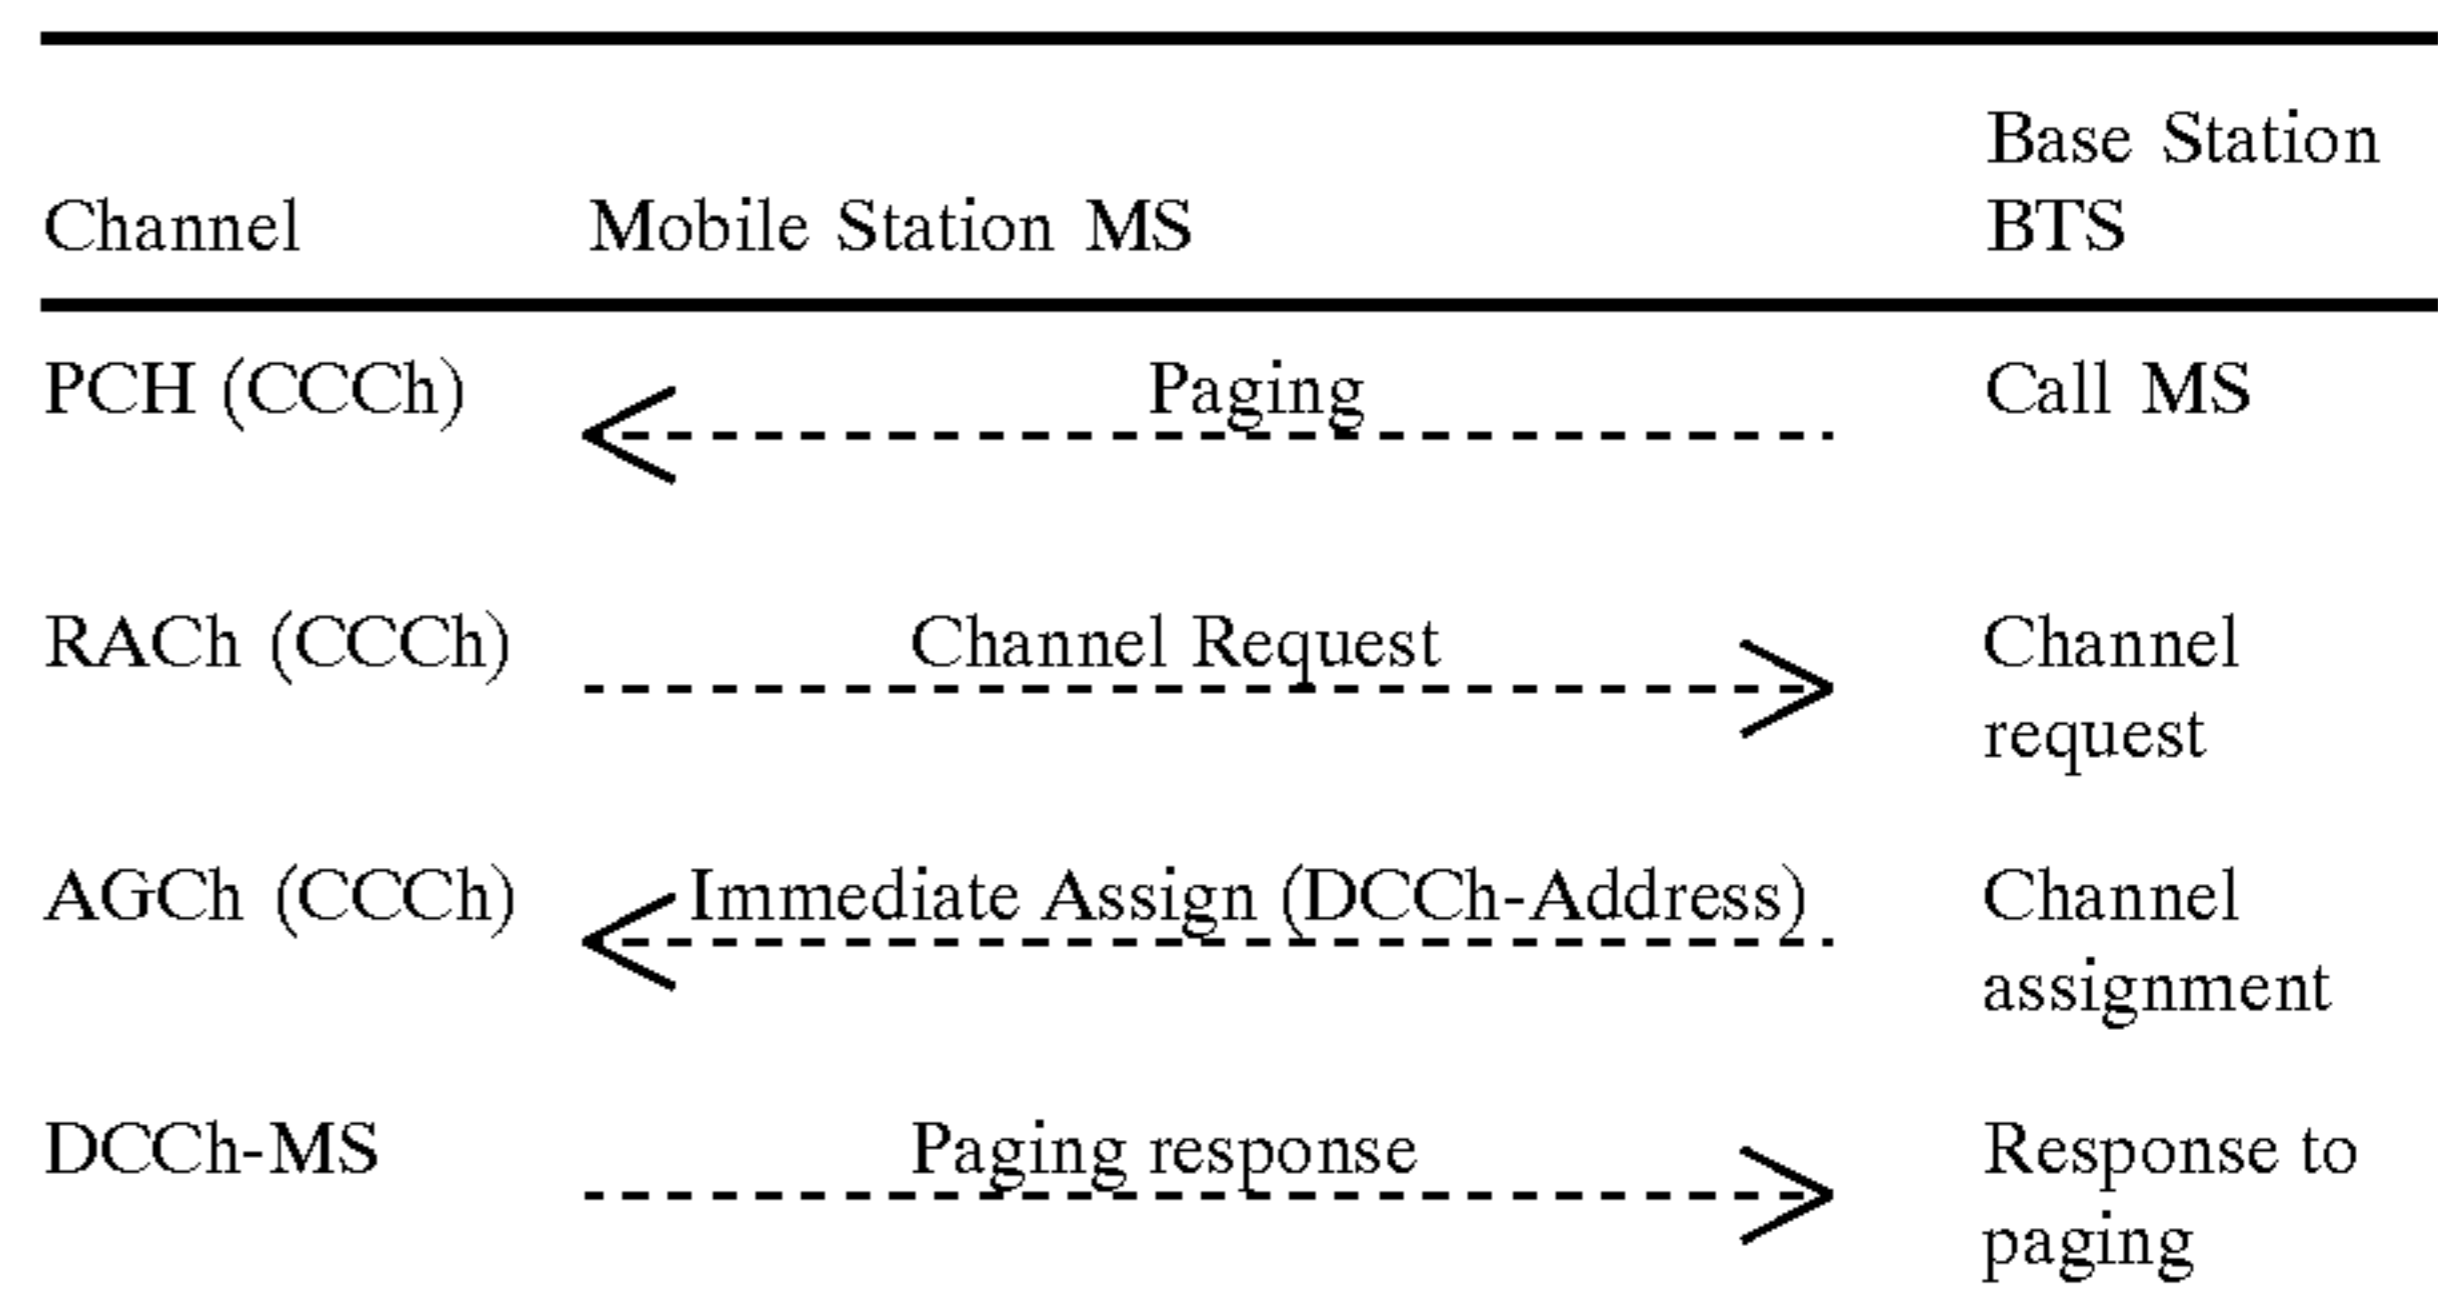 Base Station
Channel Mobile Station MS BTS
PCH (CCCh) Paging Call MS
RACh (CCCh) Channel Request Channel
request
AGCh (CCCh) Immediate Assign (DCCh-Address) Channel
assignment
DCCh-MS Paging response Response to
paging